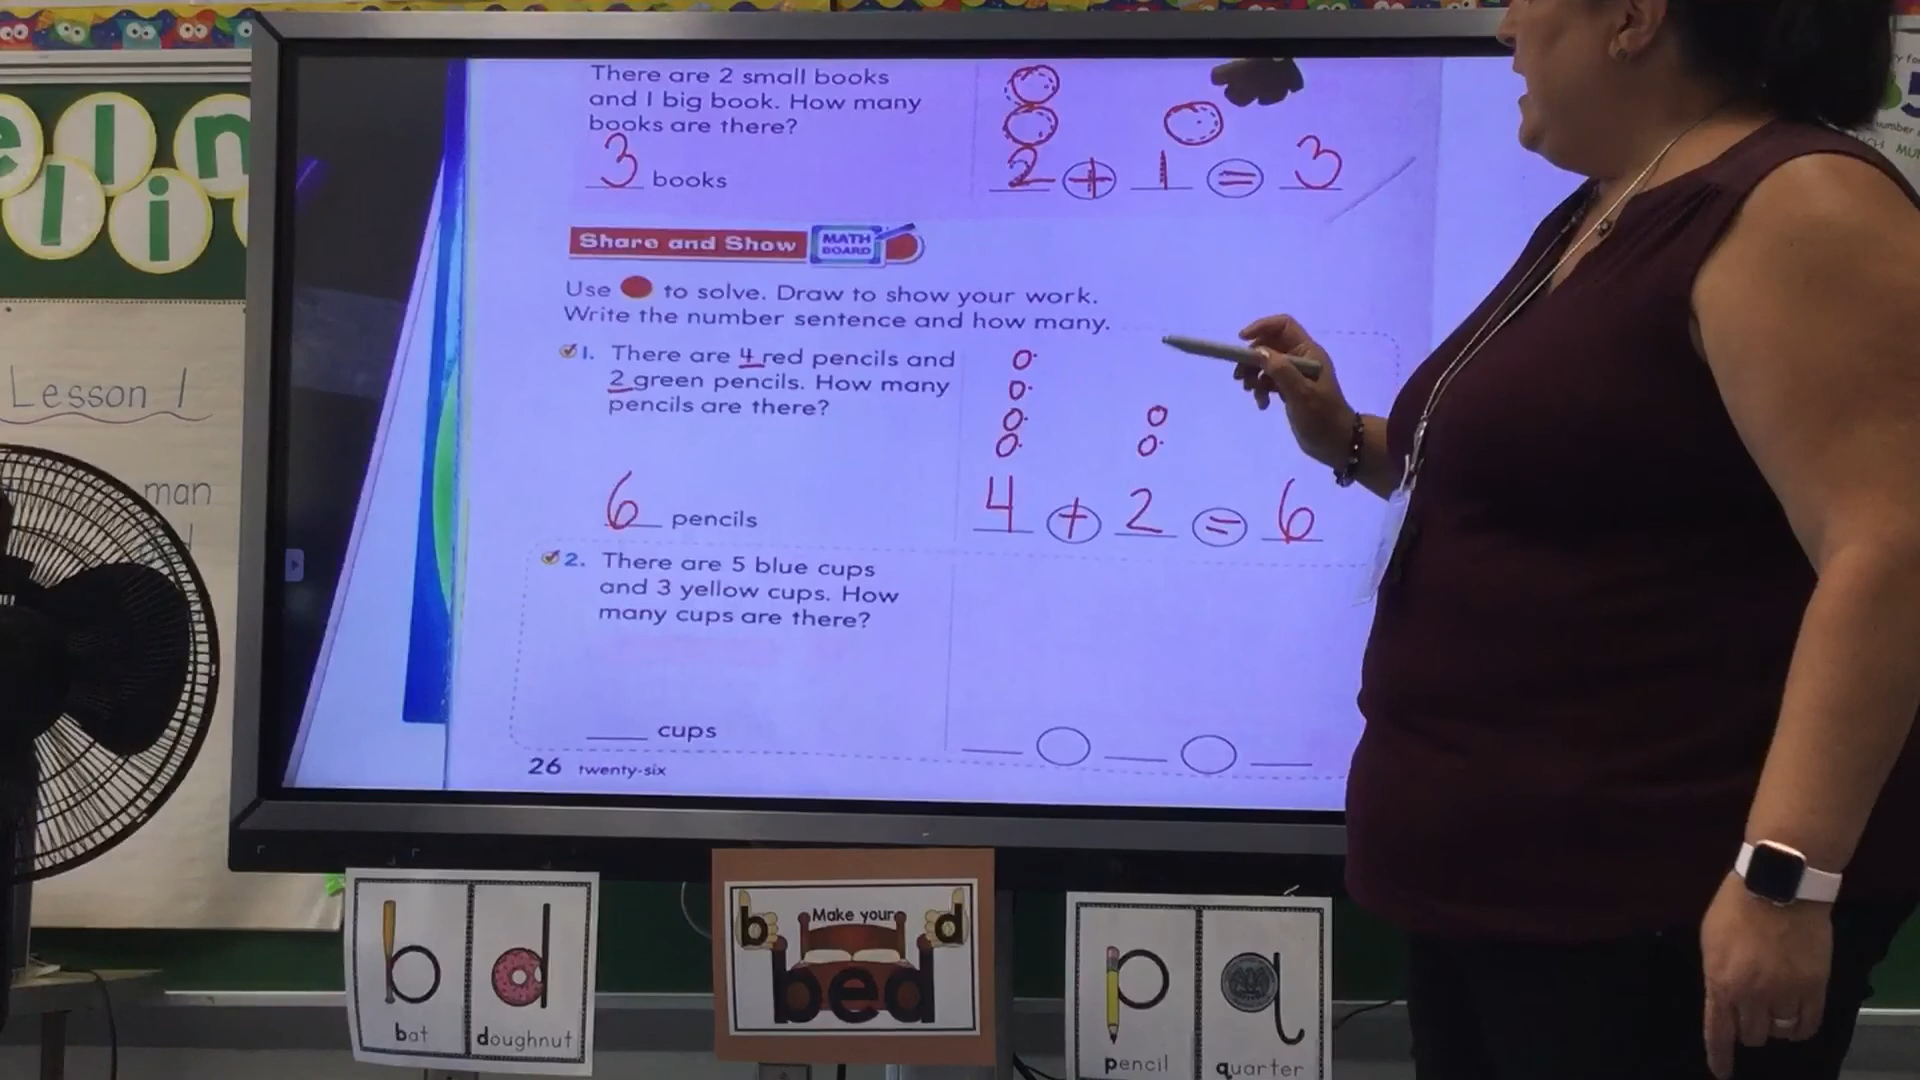 There are 2 small books
and 1 big book. How many
books are there?
3 books
2 + 1 = 3
Share and Show MATH BOARD
Use to solve. Draw to show your work.
Write the number sentence and how many.
1. There are 4 red pencils and
2 green pencils. How many
pencils are there?
6 pencils
4 + 2 = 6
2. There are 5 blue cups
and 3 yellow cups. How
many cups are there?
cups
26 twenty-six
Lesson 1
man
b d
bat doughnut
b Make your d
bed
p q
pencil quarter